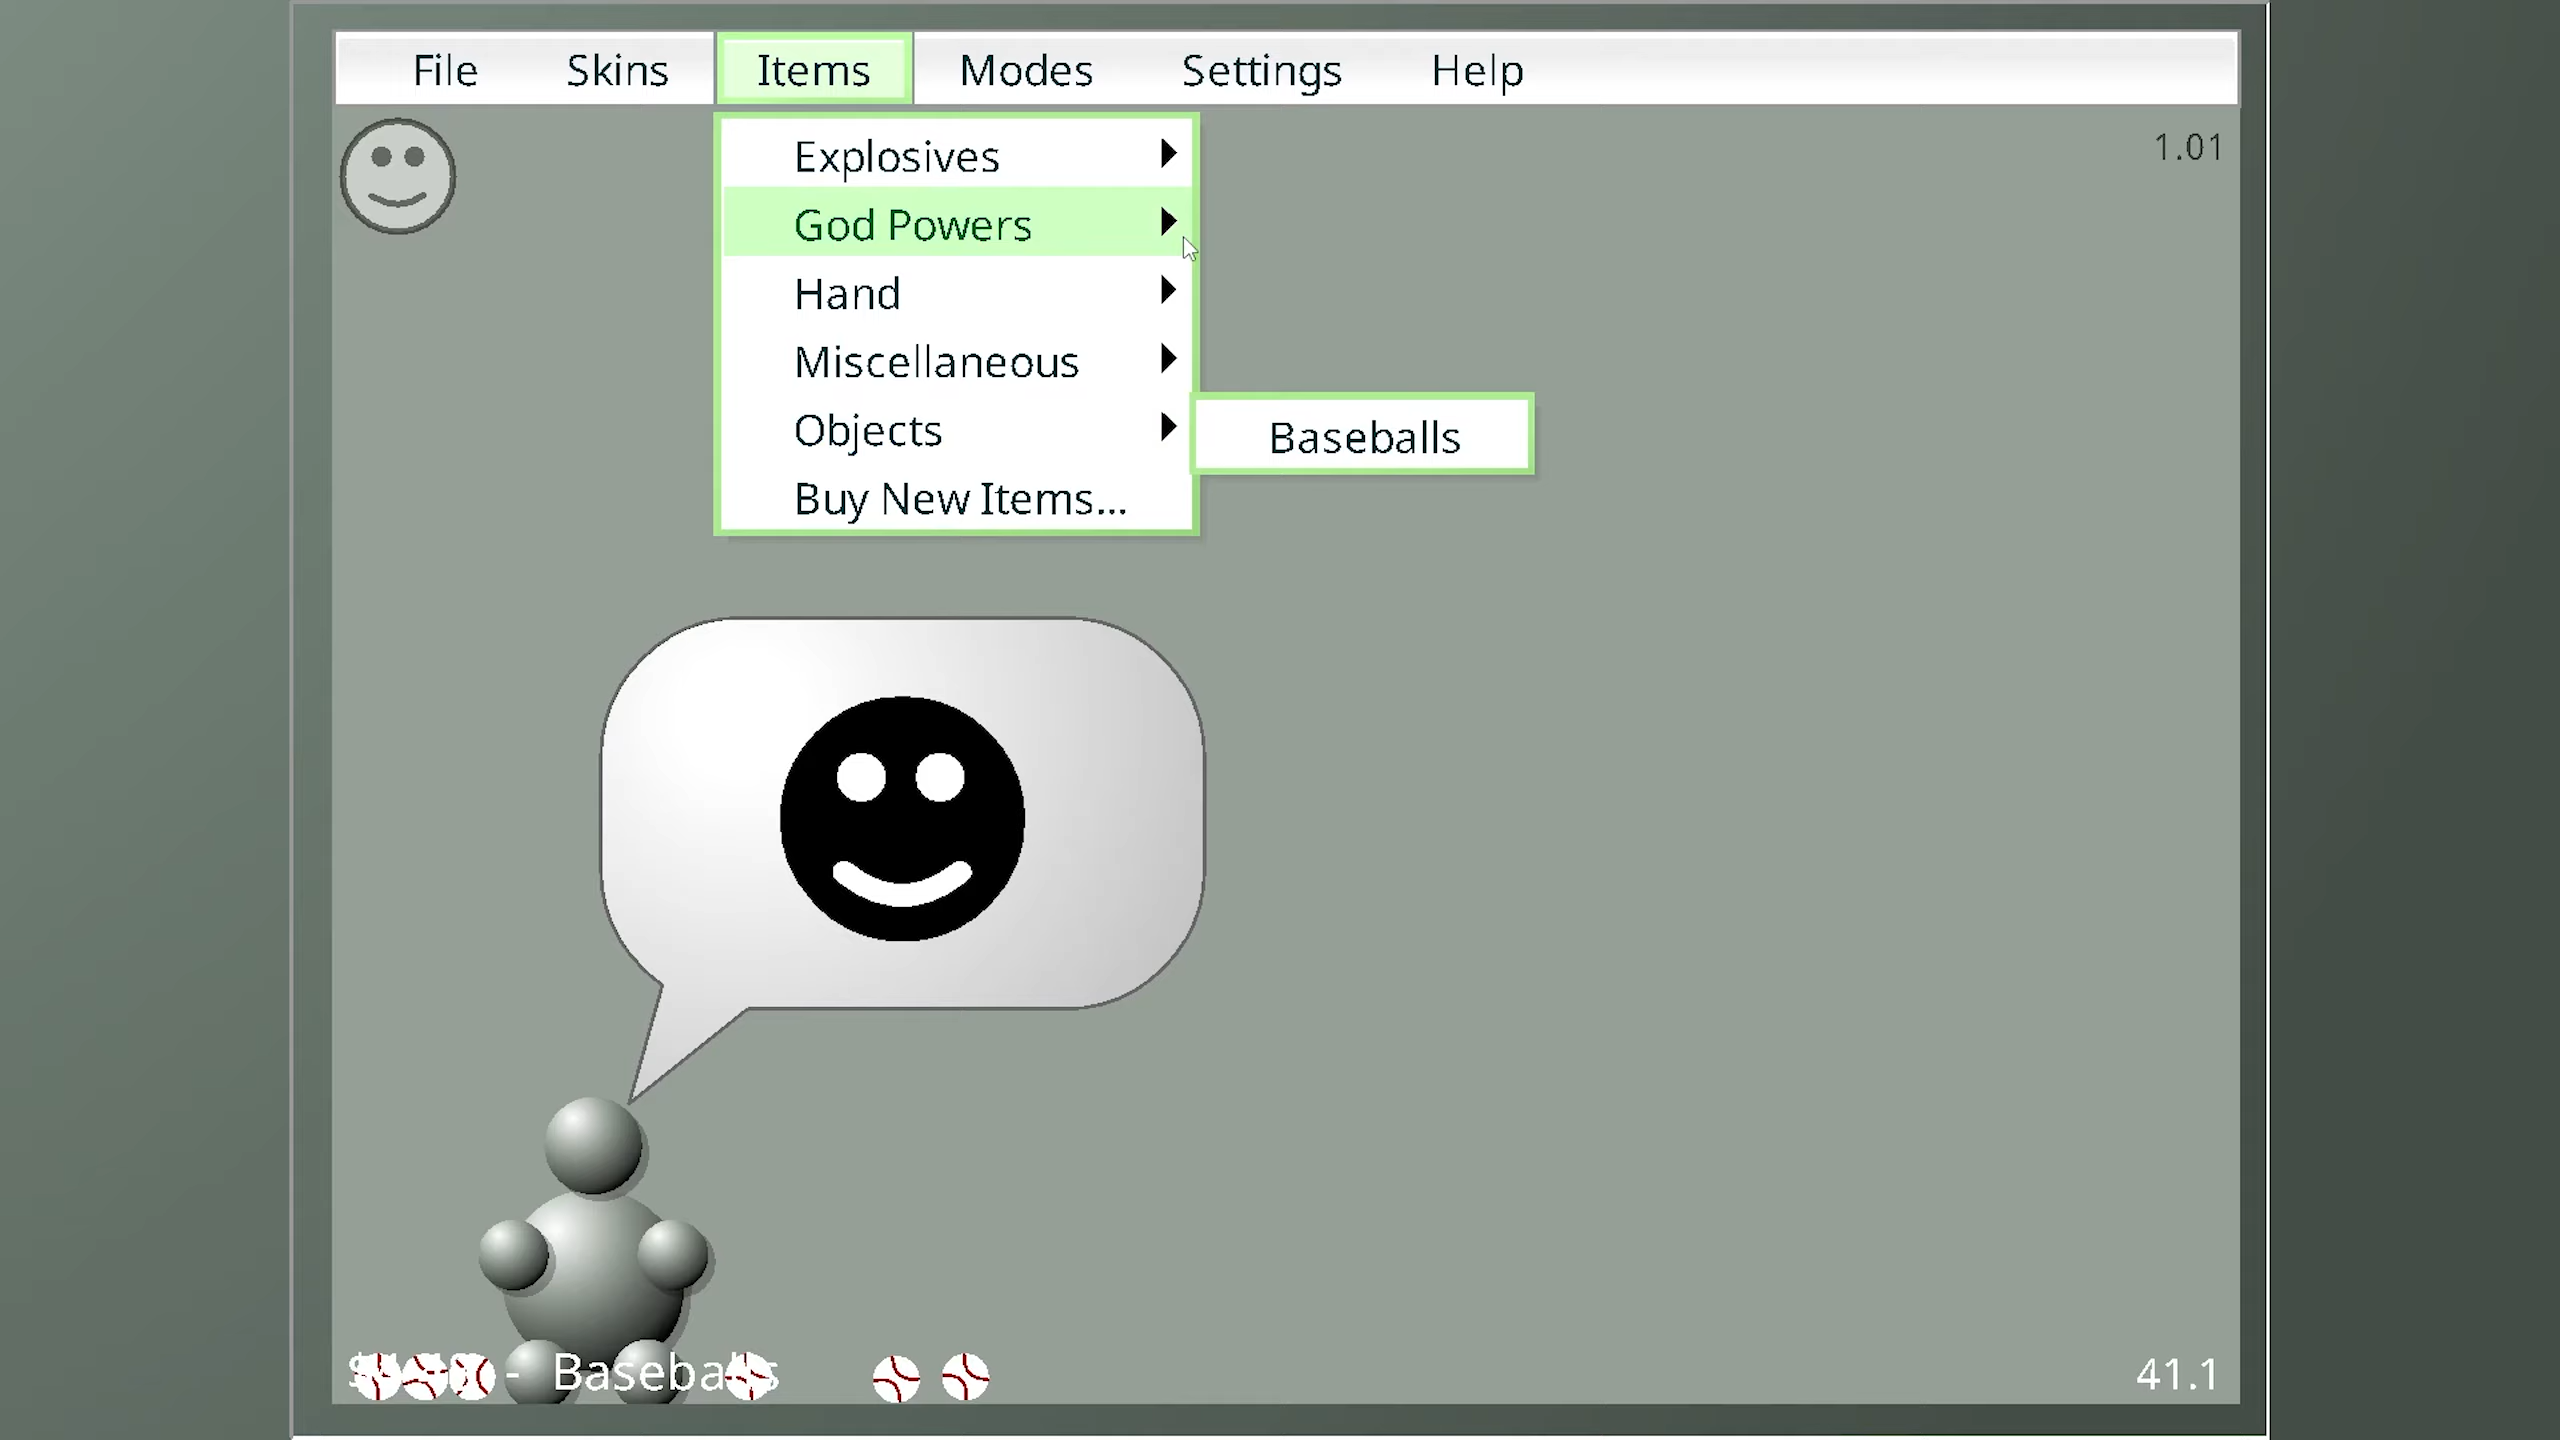 File Skins Items Modes Settings Help
1.01
Explosives
God Powers
Hand
Miscellaneous
Objects
Baseballs
Buy New Items...
- Baseballs
41.1